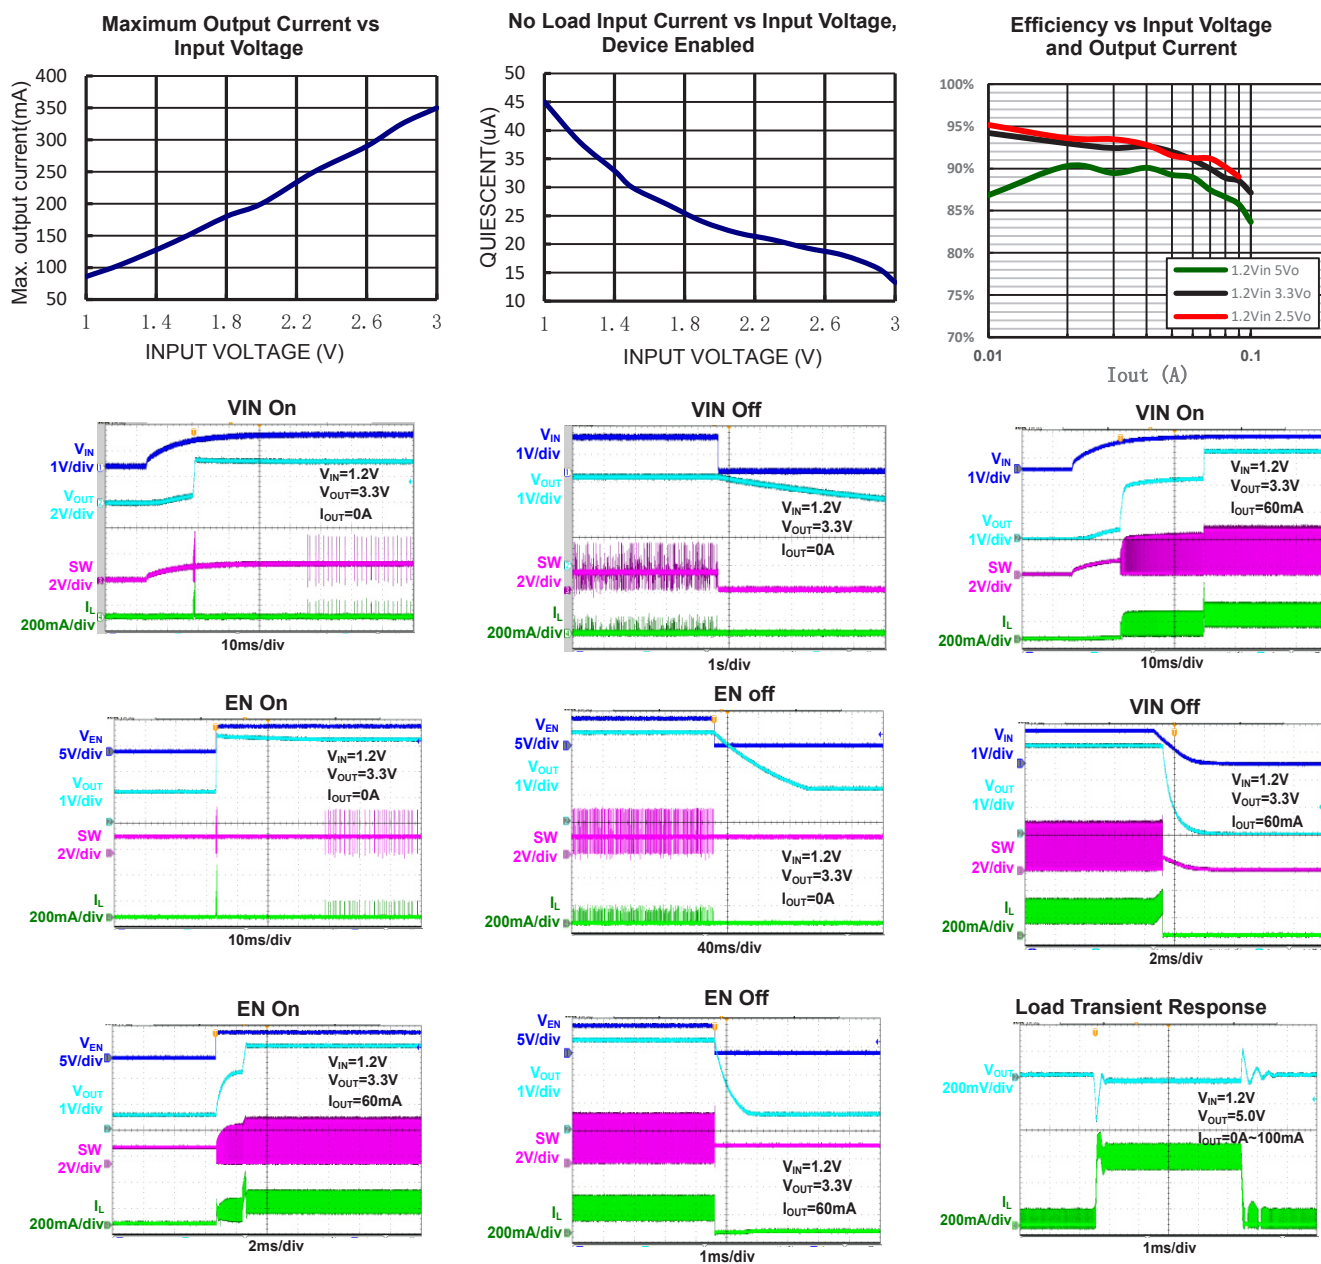 Maximum Output Current vs
Input Voltage
Max. output current(mA)
400
350
300
250
200
150
100
50
1 1.4 1.8 2.2 2.6 3
INPUT VOLTAGE (V)
No Load Input Current vs Input Voltage,
Device Enabled
QUIESCENT(uA)
50
45
40
35
30
25
20
15
10
1 1.4 1.8 2.2 2.6 3
INPUT VOLTAGE (V)
Efficiency vs Input Voltage
and Output Current
100%
95%
90%
85%
80%
75%
70%
1.2Vin 5Vo
1.2Vin 3.3Vo
1.2Vin 2.5Vo
0.01 0.1
Iout (A)
VIN On
VIN
1V/div
VOUT
2V/div
SW
2V/div
IL
200mA/div
VIN=1.2V
VOUT=3.3V
IOUT=0A
10ms/div
VIN Off
VIN
1V/div
VOUT
1V/div
SW
2V/div
IL
200mA/div
VIN=1.2V
VOUT=3.3V
IOUT=0A
1s/div
VIN On
VIN
1V/div
VOUT
1V/div
SW
2V/div
IL
200mA/div
VIN=1.2V
VOUT=3.3V
IOUT=60mA
10ms/div
EN On
VEN
5V/div
VOUT
1V/div
SW
2V/div
IL
200mA/div
VIN=1.2V
VOUT=3.3V
IOUT=0A
10ms/div
EN off
VEN
5V/div
VOUT
1V/div
SW
2V/div
IL
200mA/div
VIN=1.2V
VOUT=3.3V
IOUT=0A
40ms/div
VIN Off
VIN
1V/div
VOUT
1V/div
SW
2V/div
IL
200mA/div
VIN=1.2V
VOUT=3.3V
IOUT=60mA
2ms/div
EN On
VEN
5V/div
VOUT
1V/div
SW
2V/div
IL
200mA/div
VIN=1.2V
VOUT=3.3V
IOUT=60mA
2ms/div
EN Off
VEN
5V/div
VOUT
1V/div
SW
2V/div
IL
200mA/div
VIN=1.2V
VOUT=3.3V
IOUT=60mA
1ms/div
Load Transient Response
VOUT
200mV/div
IL
200mA/div
VIN=1.2V
VOUT=5.0V
IOUT=0A~100mA
1ms/div